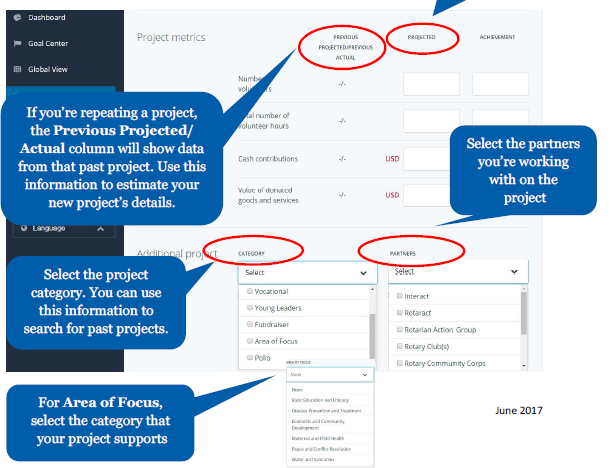 Dashboard
Goal Center
Global View
Project metrics
PREVIOUS
PROJECTED/PREVIOUS
ACTUAL
PROJECTED
ACHIEVEMENT
-/-
number of
volunteer hours
-/-
Cash contributions
-/-
USD
Value of donated
goods and services
-/-
USD
If you're repeating a project,
the Previous Projected/
Actual column will show data
from that past project. Use this
information to estimate your
new project's details.
Select the partners
you're working
with on the
project
Language
Additional project
CATEGORY
Select
Vocational
Young Leaders
Fundraiser
Area of Focus
Polio
PARTNERS
Select
Interact
Rotaract
Rotarian Action Group
Rotary Club(s)
Rotary Community Corps
Select the project
category. You can use
this information to
search for past projects.
AREA OF FOCUS
None
None
Basic Education and Literacy
Disease Prevention and Treatment
Economic and Community
Development
Maternal and Child Health
Peace and Conflict Resolution
Water and Sanitation
For Area of Focus,
select the category that
your project supports
June 2017